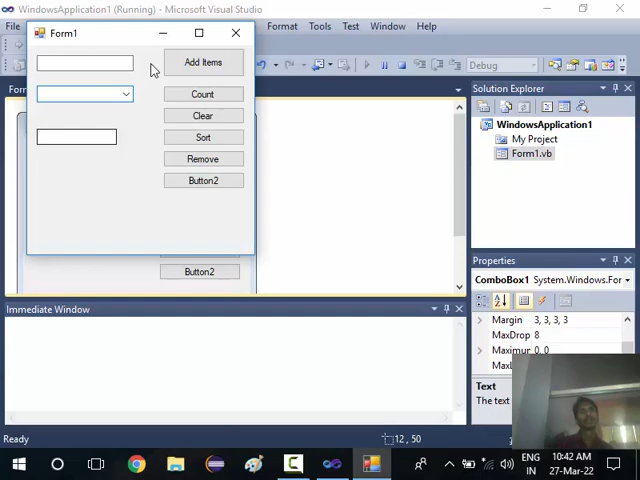 WindowsApplication1 (Running) - Microsoft Visual Studio
File
Format
Tools
Test
Window
Help
Form1
Add Items
Count
Clear
Sort
Remove
Button2
Debug
Button2
Solution Explorer
WindowsApplication1
My Project
Form1.vb
Properties
ComboBox1 System.Windows.For
Margin 3, 3, 3, 3
MaxDrop 8
Maximur 0, 0
Text
The text
Immediate Window
Ready
12, 50
ENG
IN
10:42 AM
27-Mar-22